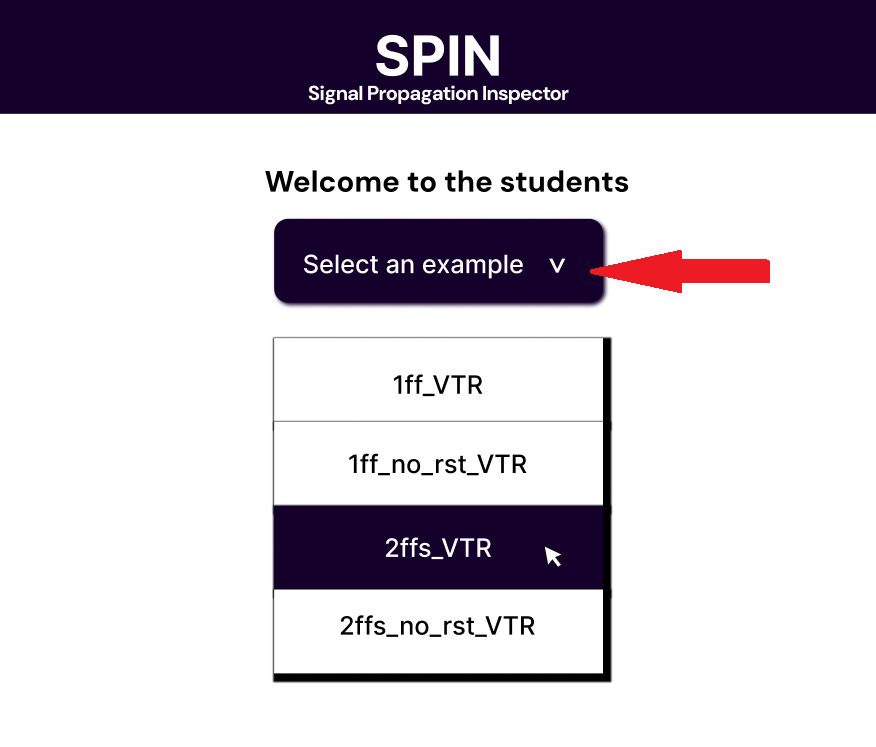 SPIN
Signal Propagation Inspector
Welcome to the students
Select an example
1ff_VTR
1ff_no_rst_VTR
2ffs_VTR
2ffs_no_rst_VTR